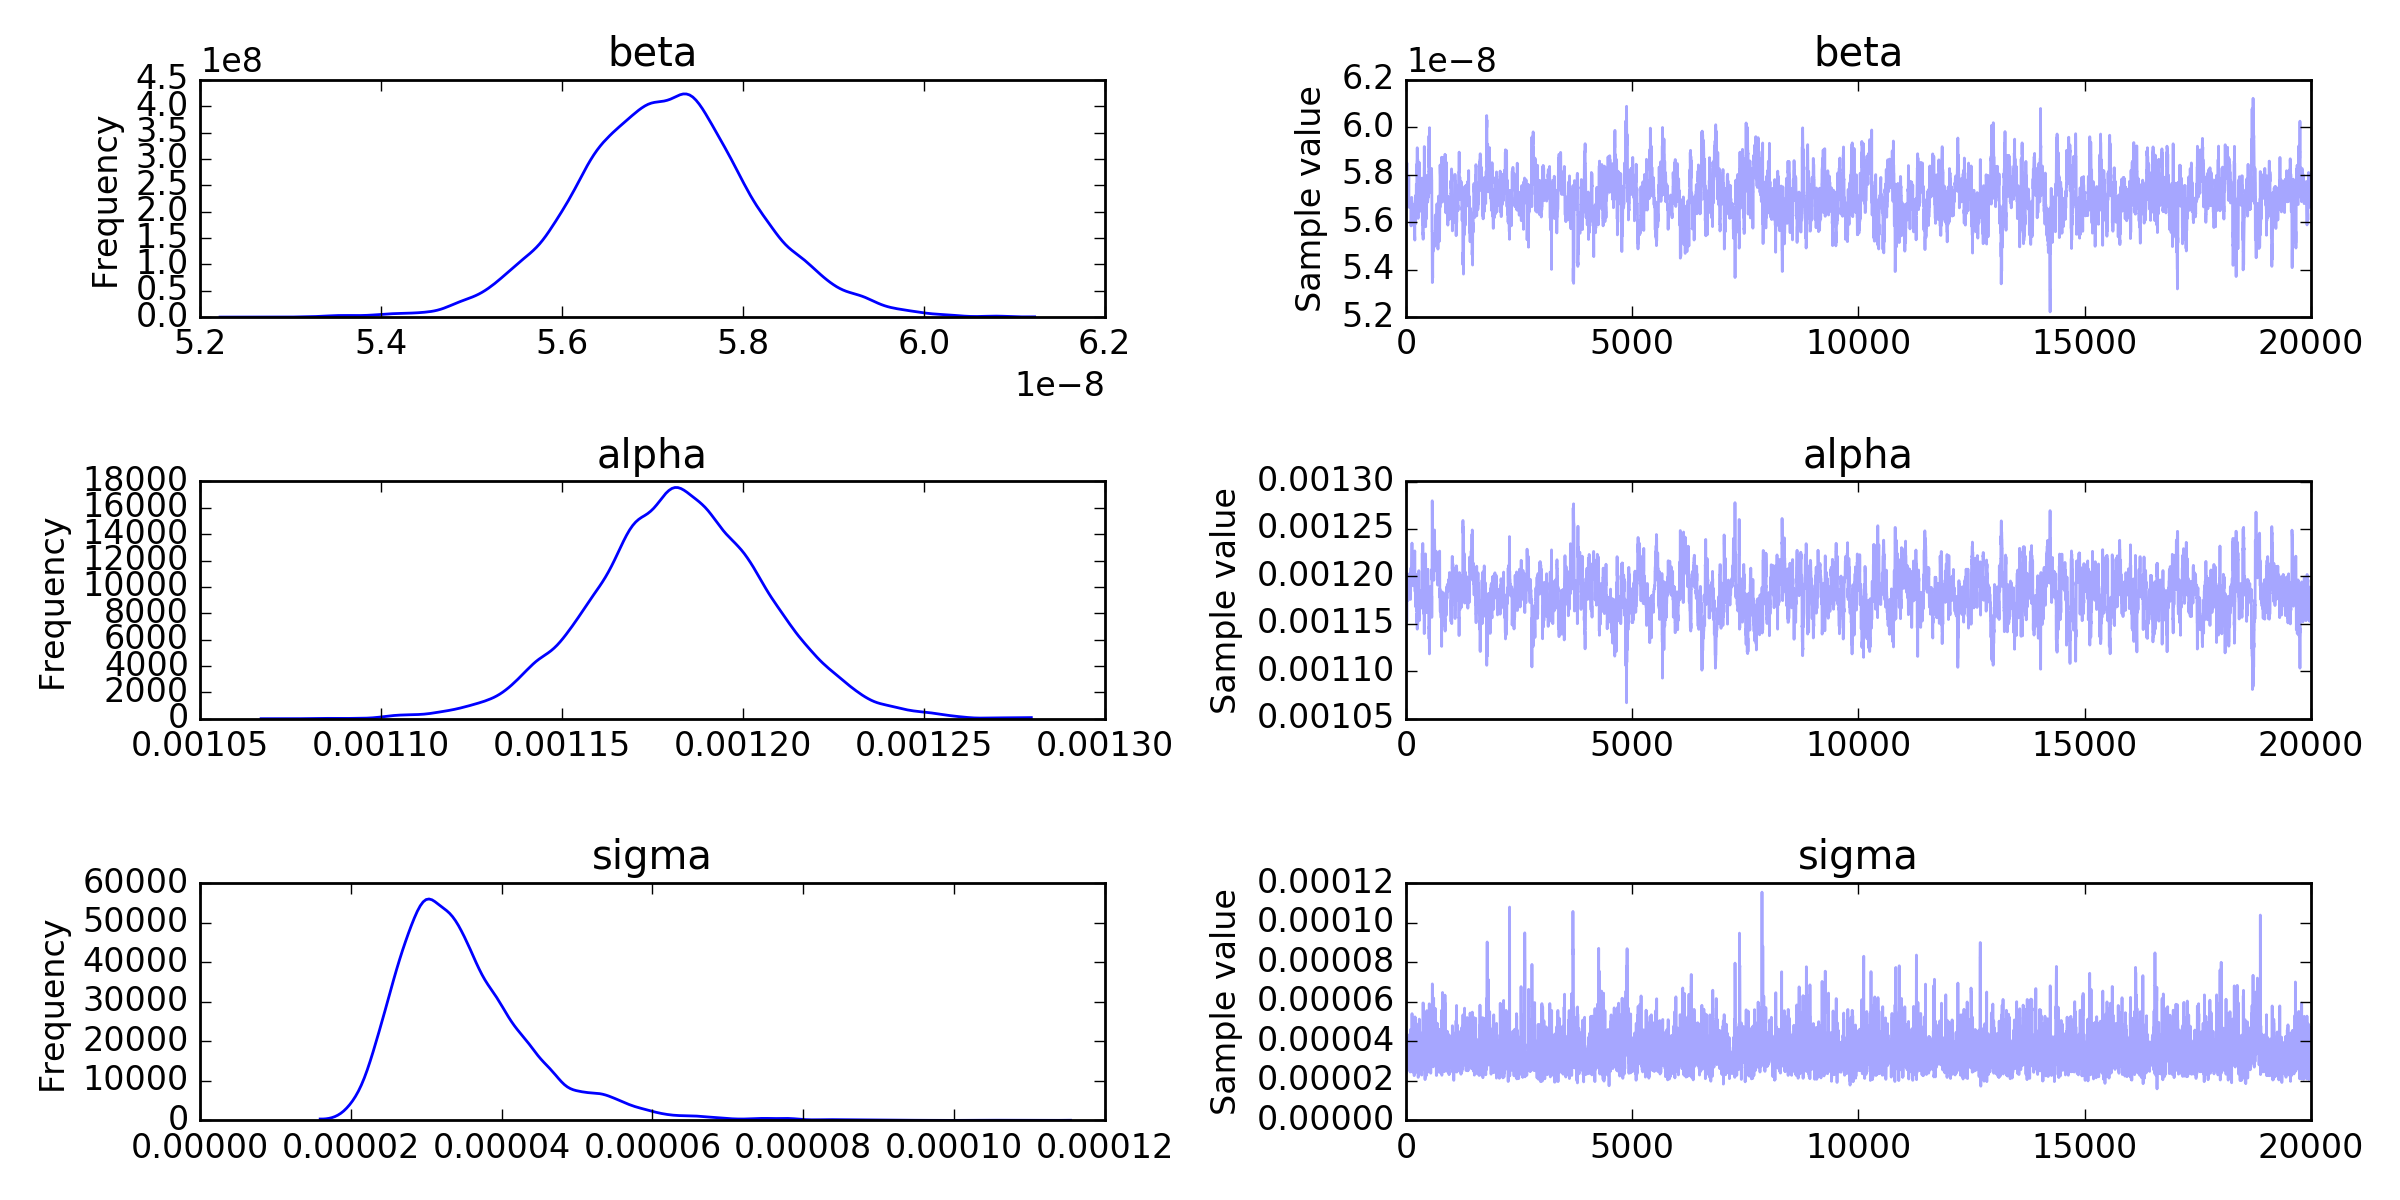 beta
1e8
4.5
4.0
3.5
3.0
2.5
2.0
1.5
1.0
0.5
0.0
Frequency
5.2 5.4 5.6 5.8 6.0 6.2
1e−8
beta
1e−8
6.2
6.0
5.8
5.6
5.4
5.2
Sample value
0 5000 10000 15000 20000
alpha
18000
16000
14000
12000
10000
8000
6000
4000
2000
0
Frequency
0.00105 0.00110 0.00115 0.00120 0.00125 0.00130
alpha
0.00130
0.00125
0.00120
0.00115
0.00110
0.00105
Sample value
0 5000 10000 15000 20000
sigma
60000
50000
40000
30000
20000
10000
0
Frequency
0.00000 0.00002 0.00004 0.00006 0.00008 0.00010 0.00012
sigma
0.00012
0.00010
0.00008
0.00006
0.00004
0.00002
0.00000
Sample value
0 5000 10000 15000 20000